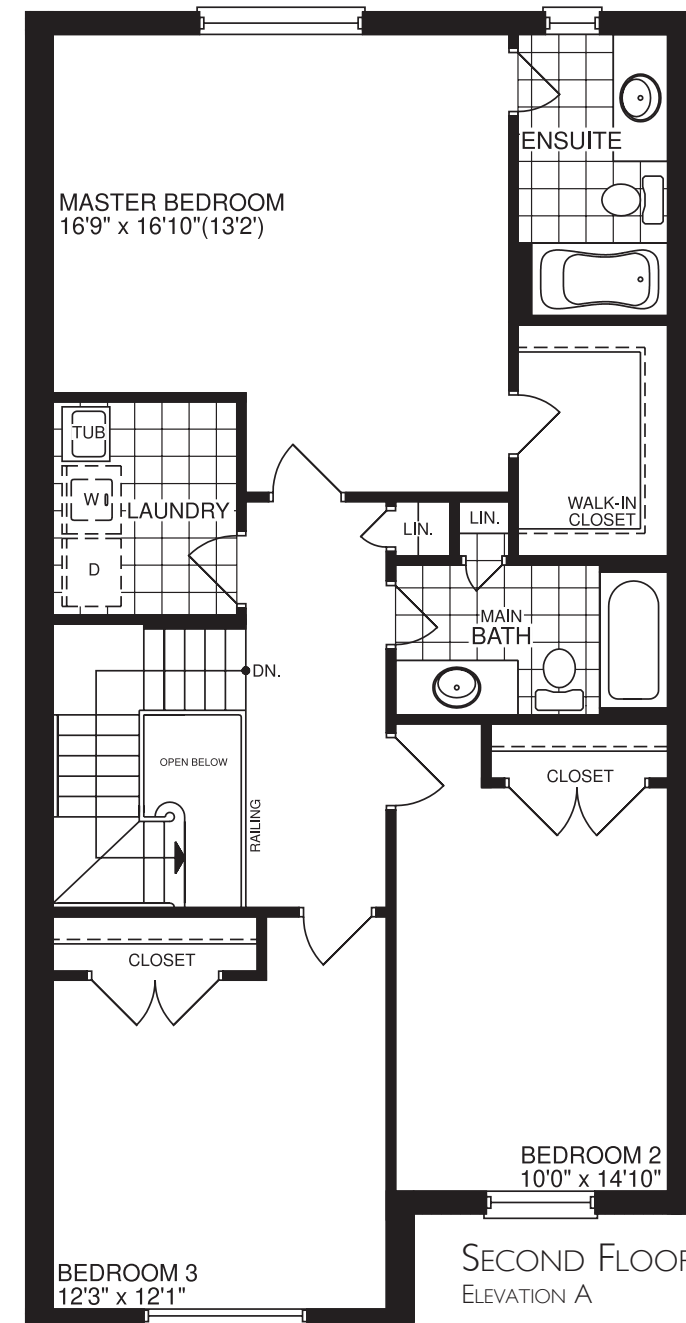 ENSUITE
MASTER BEDROOM
16'9" x 16'10"(13'2')
TUB
W
LAUNDRY
D
LIN.
LIN.
WALK-IN
CLOSET
MAIN
BATH
DN.
OPEN BELOW
RAILING
CLOSET
CLOSET
BEDROOM 2
10'0" x 14'10"
BEDROOM 3
12'3" x 12'1"
SECOND FLOOR
ELEVATION A